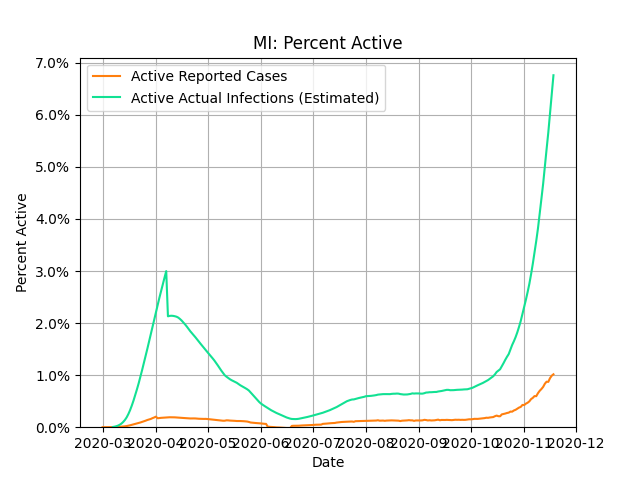 MI: Percent Active
Active Reported Cases
Active Actual Infections (Estimated)
Percent Active
7.0%
6.0%
5.0%
4.0%
3.0%
2.0%
1.0%
0.0%
2020-03 2020-04 2020-05 2020-06 2020-07 2020-08 2020-09 2020-10 2020-11 2020-12
Date